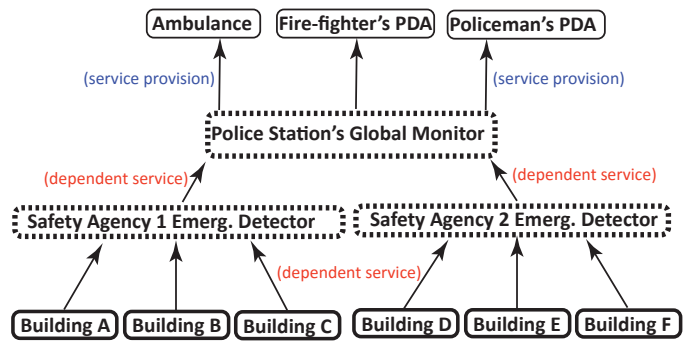 Ambulance
Fire-fighter's PDA
Policeman's PDA
(service provision)
(service provision)
Police Station's Global Monitor
(dependent service)
(dependent service)
Safety Agency 1 Emerg. Detector
Safety Agency 2 Emerg. Detector
(dependent service)
Building A
Building B
Building C
Building D
Building E
Building F